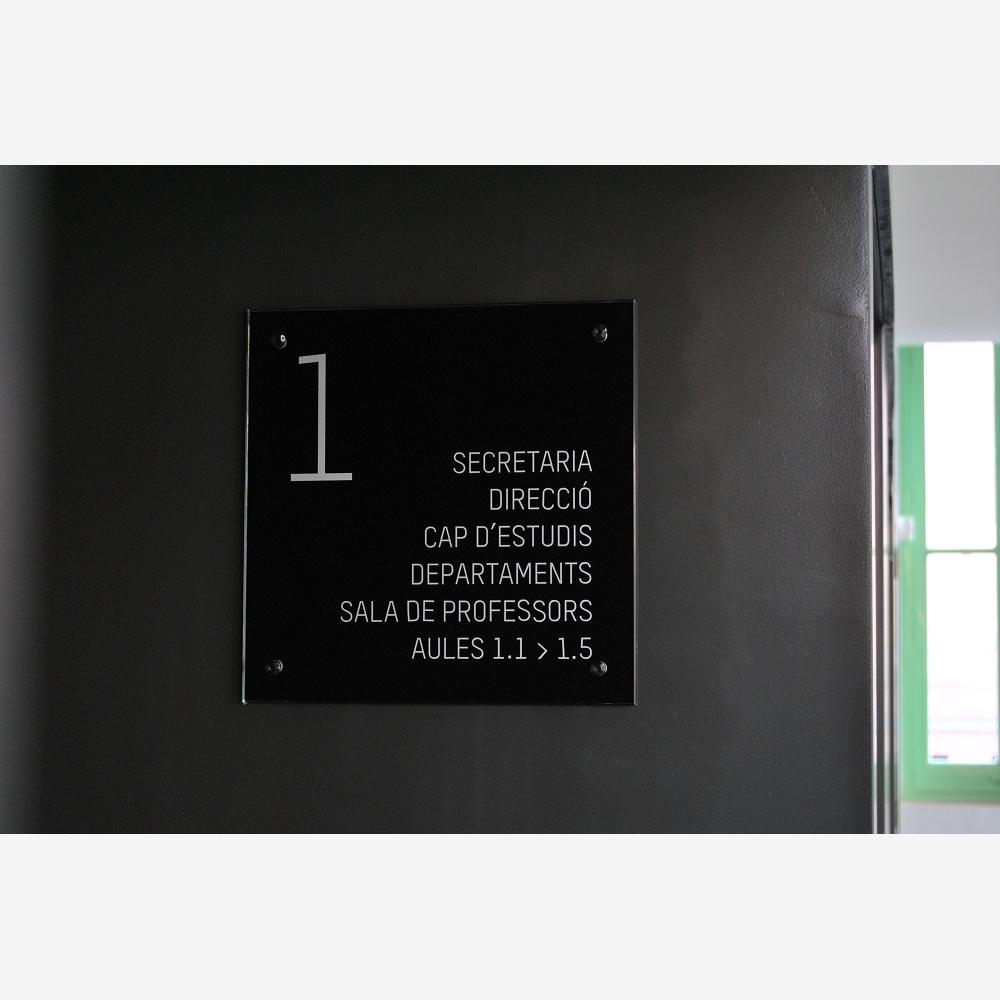 1
SECRETARIA
DIRECCIÓ
CAP D´ESTUDIS
DEPARTAMENTS
SALA DE PROFESSORS
AULES 1.1 > 1.5